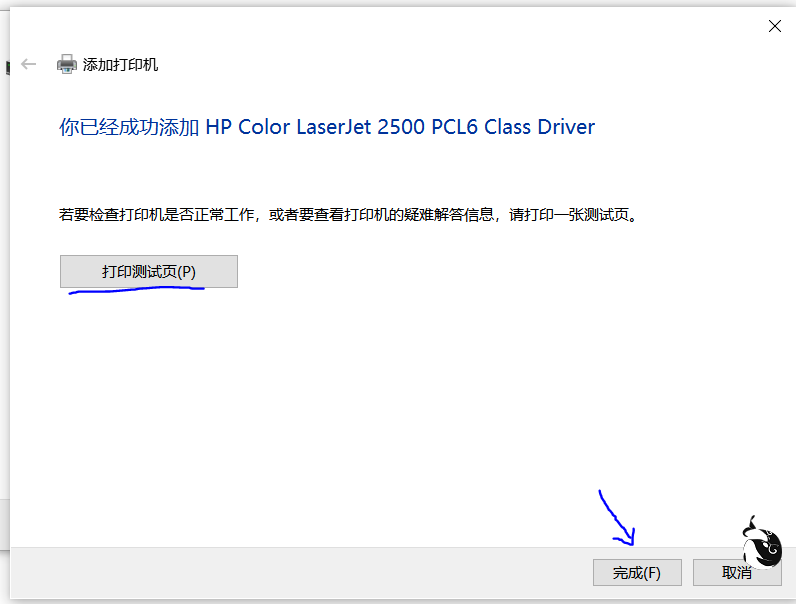 添加打印机
你已经成功添加 HP Color LaserJet 2500 PCL6 Class Driver
若要检查打印机是否正常工作，或者要查看打印机的疑难解答信息，请打印一张测试页。
打印测试页(P)
完成(F)
取消